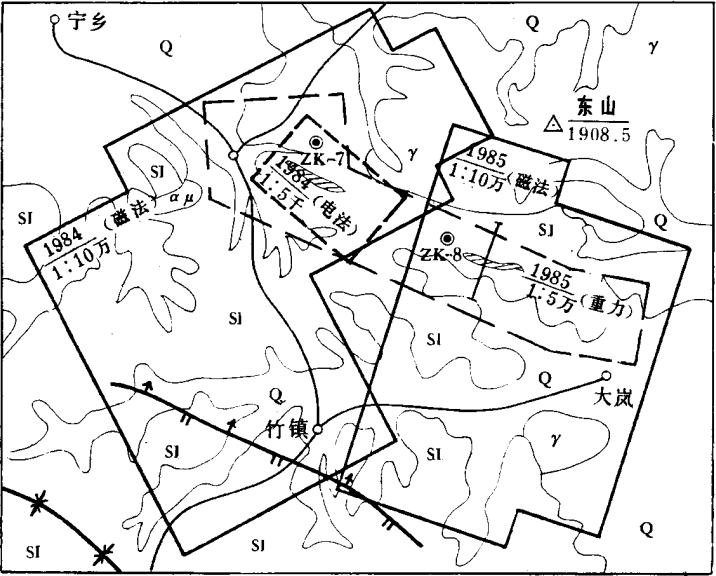 宁乡
Q
Q
γ
东山
1908.5
ZK-7
γ
1984
1:5千
(电法)
1985
1:10万
(磁法)
SJ
αμ
SJ
Q
SJ
1984
1:10万
(磁法)
ZK-8
1985
1:5万
(重力)
SJ
SJ
Q
大岚
Q
竹镇
γ
SJ
SJ
SJ
SJ
Q